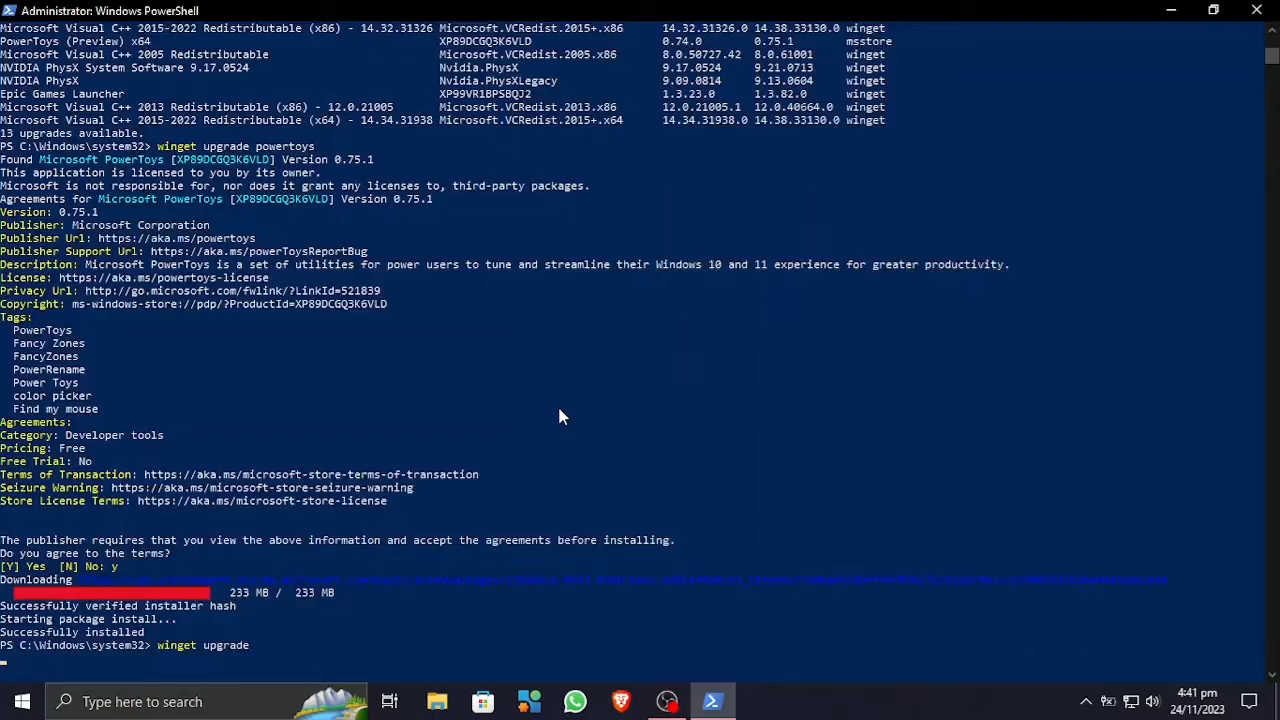 Administrator: Windows PowerShell
Microsoft Visual C++ 2015-2022 Redistributable (x86) - 14.32.31326 Microsoft.VCRedist.2015+.x86 14.32.31326.0 14.38.33130.0 winget
PowerToys (Preview) x64 XP89DCGQ3K6VLD 0.74.0 0.75.1 msstore
Microsoft Visual C++ 2005 Redistributable Microsoft.VCRedist.2005.x86 8.0.50727.42 8.0.61001 winget
NVIDIA PhysX System Software 9.17.0524 Nvidia.PhysX 9.17.0524 9.21.0713 winget
NVIDIA PhysX Nvidia.PhysXLegacy 9.09.0814 9.13.0604 winget
Epic Games Launcher XP99VR1BPSBQJ2 1.3.23.0 1.3.82.0 winget
Microsoft Visual C++ 2013 Redistributable (x86) - 12.0.21005 Microsoft.VCRedist.2013.x86 12.0.21005.1 12.0.40664.0 winget
Microsoft Visual C++ 2015-2022 Redistributable (x64) - 14.34.31938 Microsoft.VCRedist.2015+.x64 14.34.31938.0 14.38.33130.0 winget
13 upgrades available.
PS C:\Windows\system32> winget upgrade powertoys
Found Microsoft PowerToys [XP89DCGQ3K6VLD] Version 0.75.1
This application is licensed to you by its owner.
Microsoft is not responsible for, nor does it grant any licenses to, third-party packages.
Agreements for Microsoft PowerToys [XP89DCGQ3K6VLD] Version 0.75.1
Version: 0.75.1
Publisher: Microsoft Corporation
Publisher Url: https://aka.ms/powertoys
Publisher Support Url: https://aka.ms/powerToysReportBug
Description: Microsoft PowerToys is a set of utilities for power users to tune and streamline their Windows 10 and 11 experience for greater productivity.
License: https://aka.ms/powertoys-license
Privacy Url: http://go.microsoft.com/fwlink/?LinkId=521839
Copyright: ms-windows-store://pdp/?ProductId=XP89DCGQ3K6VLD
Tags:
PowerToys
Fancy Zones
FancyZones
PowerRename
Power Toys
color picker
Find my mouse
Agreements:
Category: Developer tools
Pricing: Free
Free Trial: No
Terms of Transaction: https://aka.ms/microsoft-store-terms-of-transaction
Seizure Warning: https://aka.ms/microsoft-store-seizure-warning
Store License Terms: https://aka.ms/microsoft-store-license
The publisher requires that you view the above information and accept the agreements before installing.
Do you agree to the terms?
[Y] Yes [N] No: y
Downloading
233 MB / 233 MB
Successfully verified installer hash
Starting package install...
Successfully installed
PS C:\Windows\system32> winget upgrade
Type here to search
4:41 pm
24/11/2023